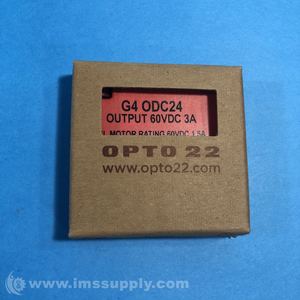 G4 ODC24
OUTPUT 60VDC 3A
MOTOR RATING 60VDC 1.5A
OPTO 22
www.opto22.com
© www.imssupply.com